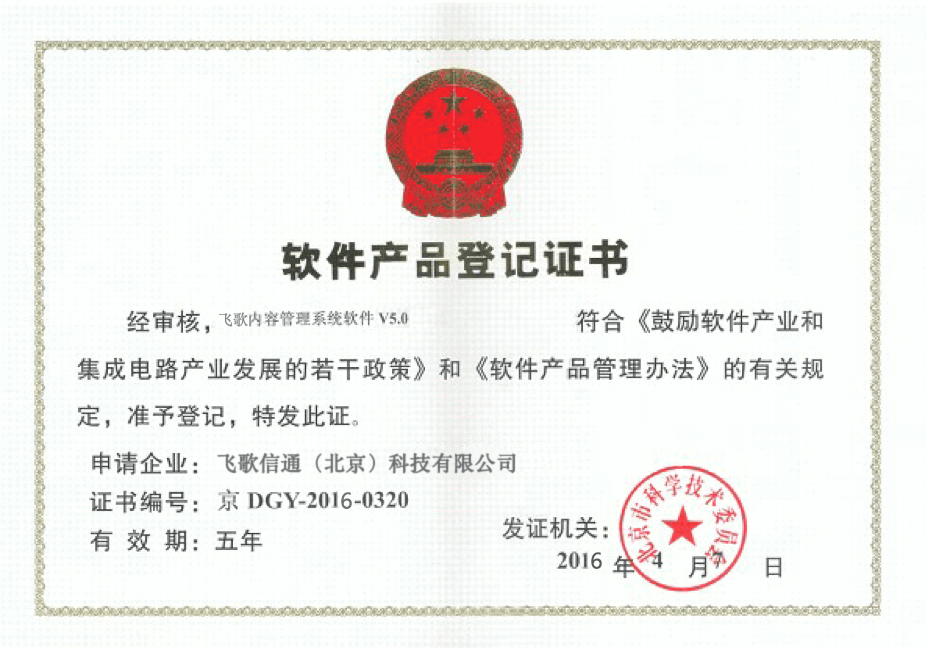 软件产品登记证书
经审核，飞歌内容管理系统软件 V5.0 符合《鼓励软件产业和
集成电路产业发展的若干政策》和《软件产品管理办法》的有关规
定，准予登记，特发此证。
申请企业：飞歌信通（北京）科技有限公司
证书编号：京 DGY-2016-0320
有 效 期：五年
发证机关：
北京市科学技术委员会
2016 年 4 月 7 日